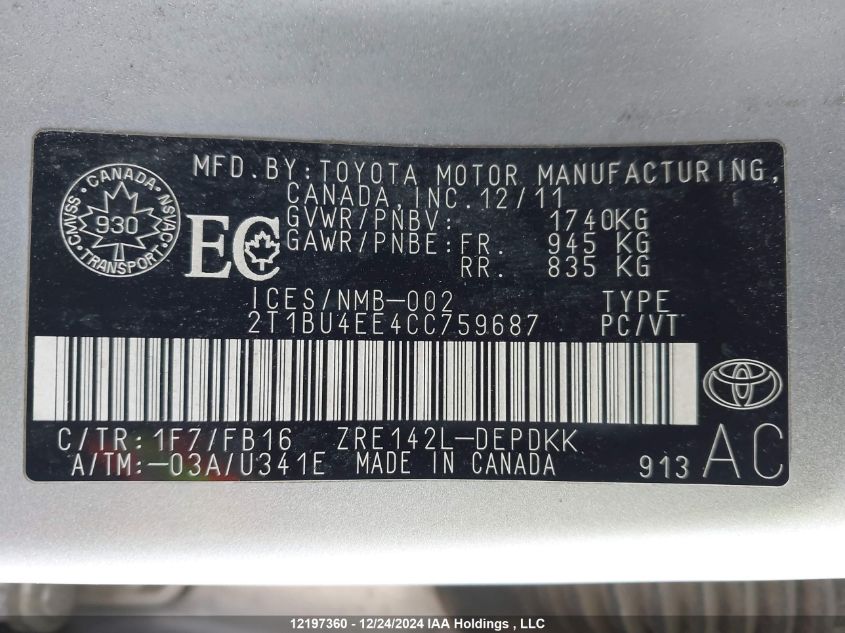 MFD.BY:TOYOTA MOTOR MANUFACTURING,
CANADA,INC.12/11
GVWR/PNBV: 1740KG
GAWR/PNBE:FR. 945 KG
RR. 835 KG
CANADA
CMVSS 930 NSVAC
TRANSPORT
EC
ICES/NMB-002 TYPE
2T1BU4EE4CC759687 PC/VT
C/TR:1F7/FB16 ZRE142L-DEPDKK
A/TM:-03A/U341E MADE IN CANADA 913 AC
12197360 - 12/24/2024 IAA Holdings , LLC